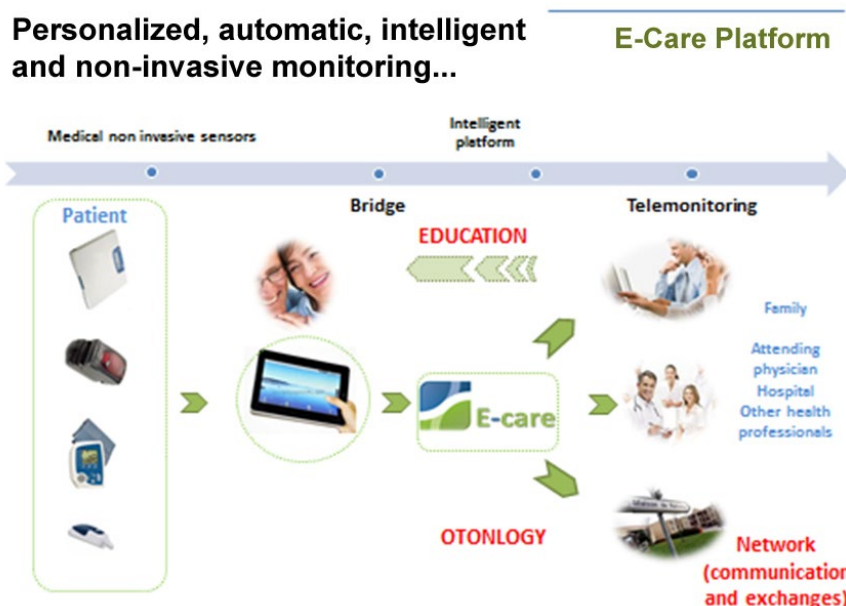 Personalized, automatic, intelligent
and non-invasive monitoring...
E-Care Platform
Medical non invasive sensors
Intelligent
platform
Bridge
Telemonitoring
Patient
EDUCATION
Family
Attending
physician
Hospital
Other health
professionals
E-care
OTONLOGY
Network
(communication
and exchanges)